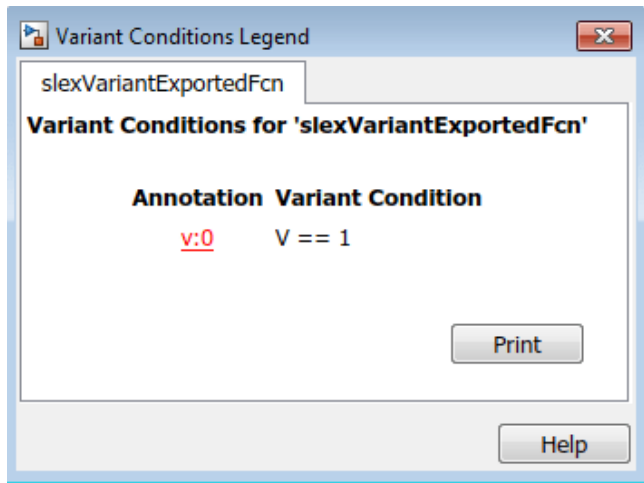 Variant Conditions Legend
slexVariantExportedFcn
Variant Conditions for 'slexVariantExportedFcn'
Annotation Variant Condition
v:0 V == 1
Print
Help